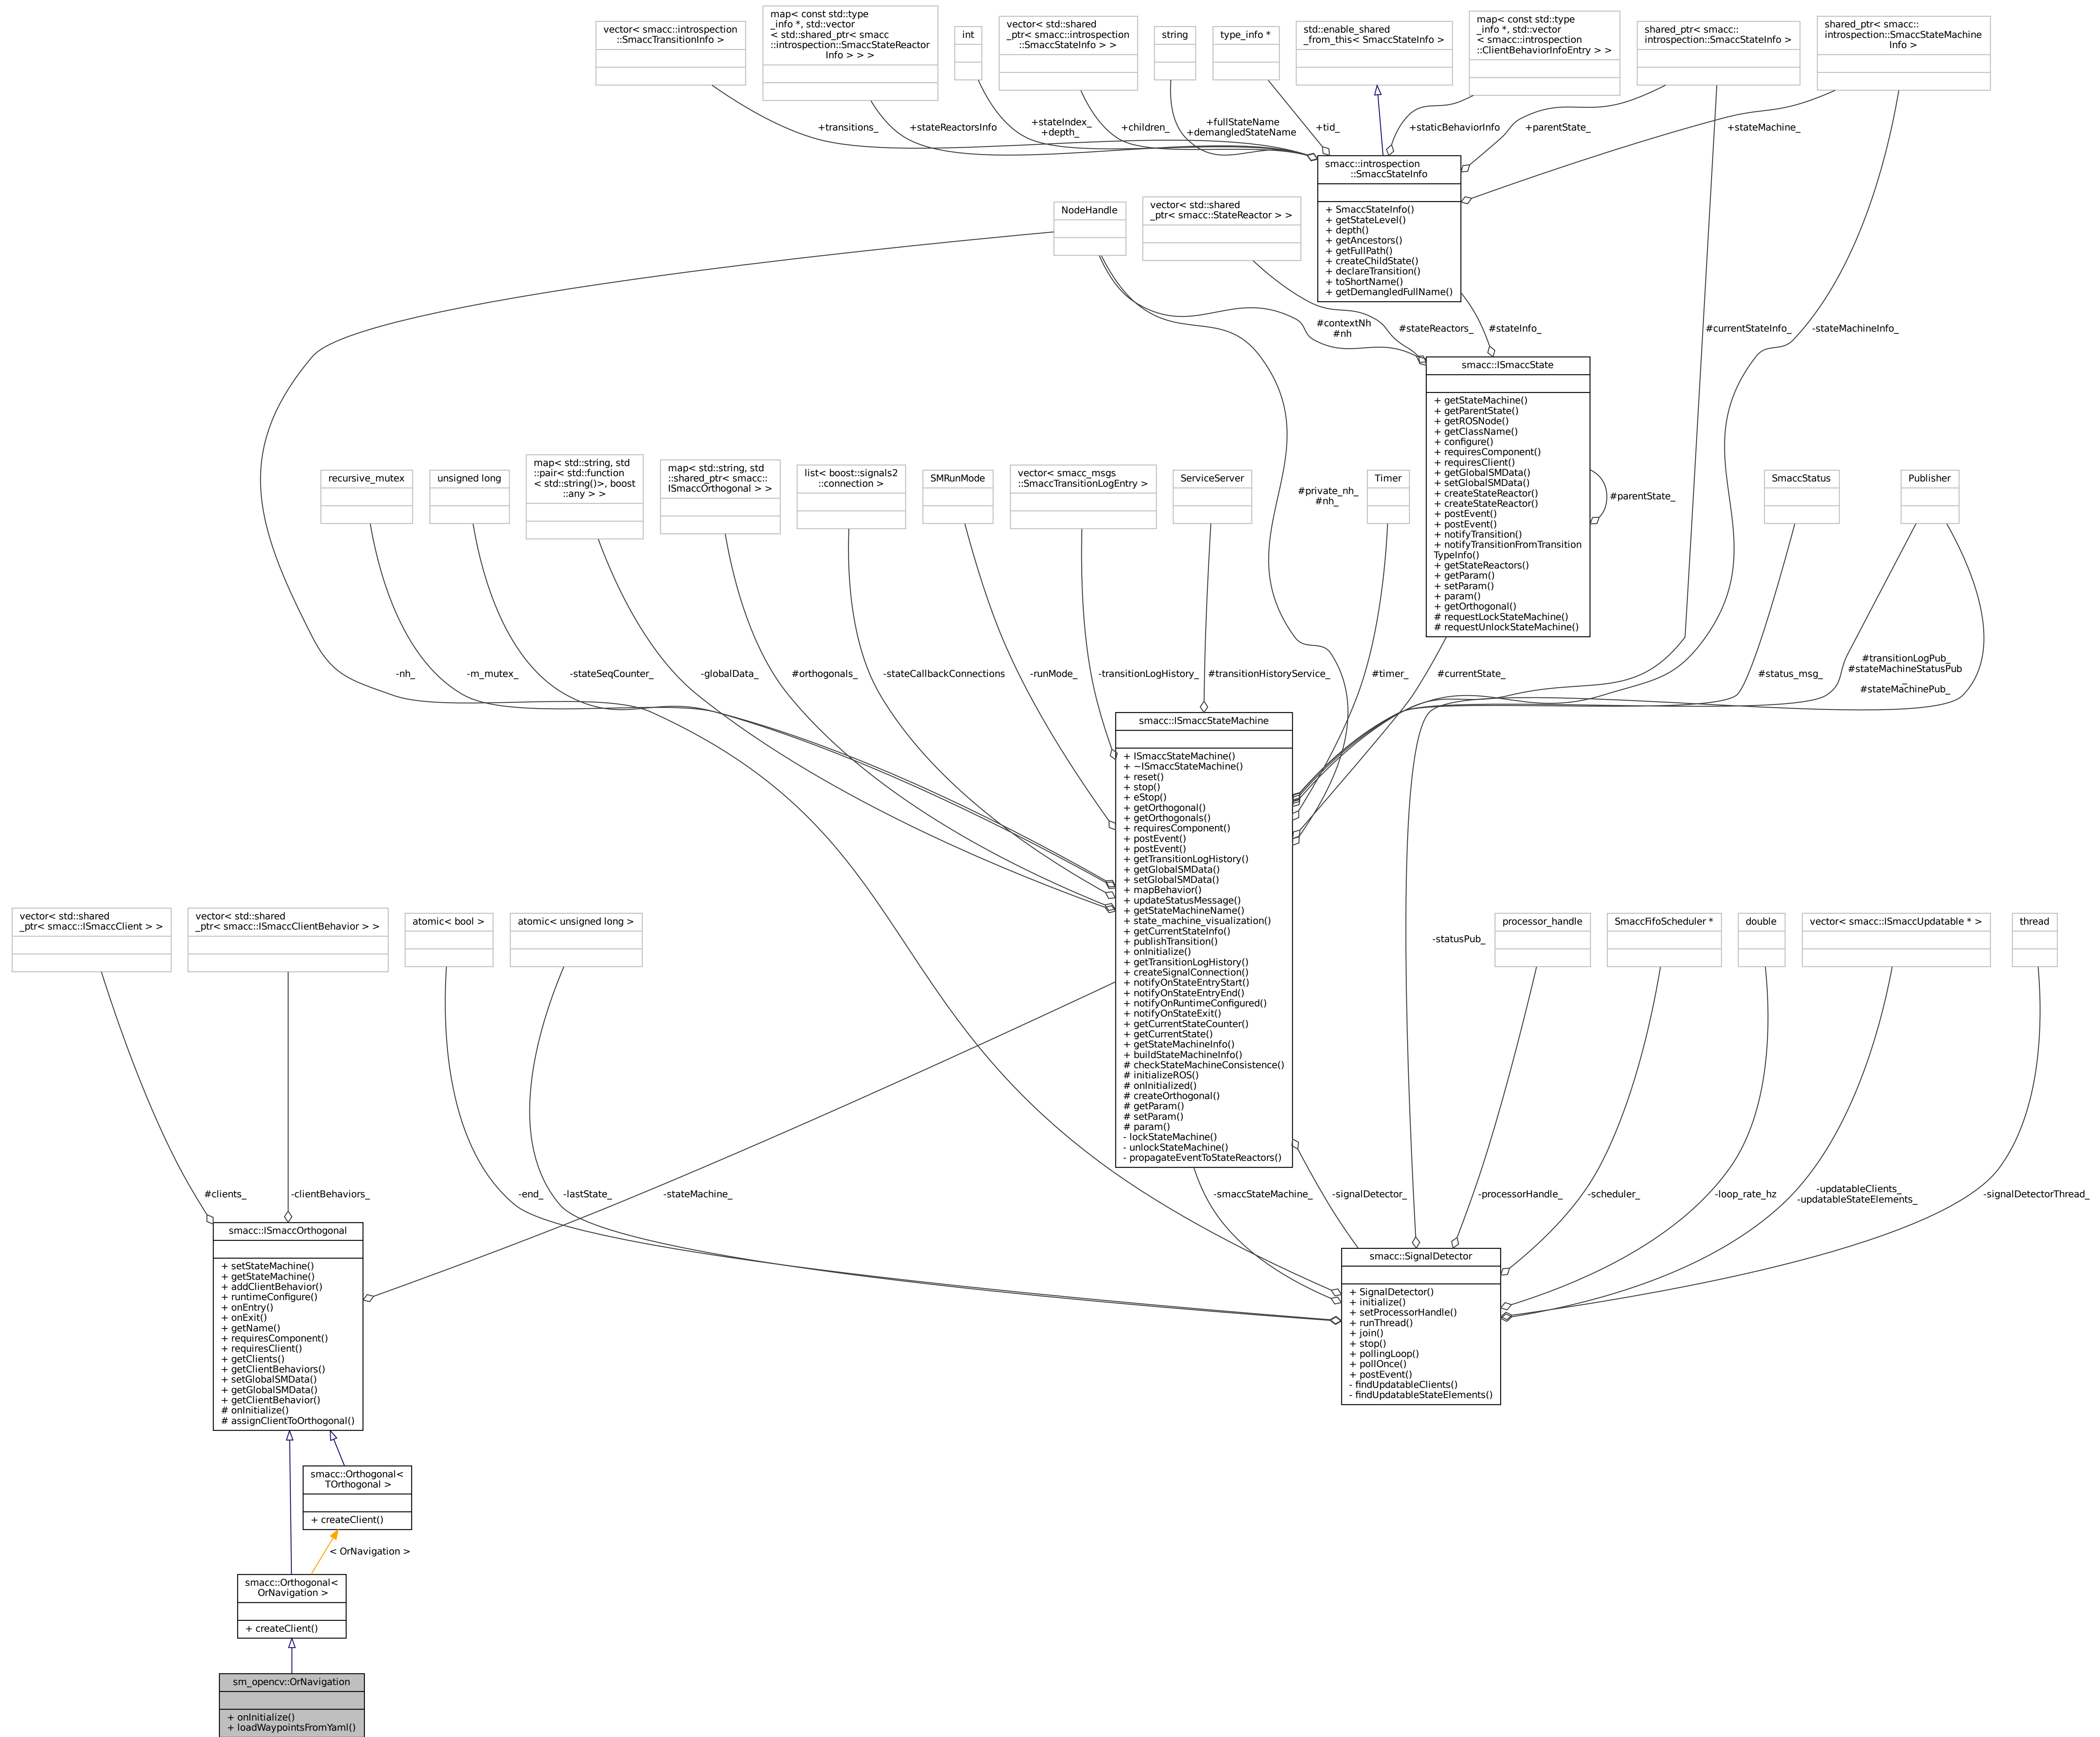 vector< smacc::introspection
::SmaccTransitionInfo >
map< const std::type
_info *, std::vector
< std::shared_ptr< smacc
::introspection::SmaccStateReactor
Info > > >
int
vector< std::shared
_ptr< smacc::introspection
::SmaccStateInfo > >
string
type_info *
std::enable_shared
_from_this< SmaccStateInfo >
map< const std::type
_info *, std::vector
< smacc::introspection
::ClientBehaviorInfoEntry > >
shared_ptr< smacc::
introspection::SmaccStateInfo >
shared_ptr< smacc::
introspection::SmaccStateMachine
Info >
+transitions_
+stateReactorsInfo
+stateIndex_
+depth_
+children_
+fullStateName
+demangledStateName
+tid_
+staticBehaviorInfo
+parentState_
+stateMachine_
smacc::introspection
::SmaccStateInfo
+ SmaccStateInfo()
+ getStateLevel()
+ depth()
+ getAncestors()
+ getFullPath()
+ createChildState()
+ declareTransition()
+ toShortName()
+ getDemangledFullName()
NodeHandle
vector< std::shared
_ptr< smacc::StateReactor > >
#contextNh
#nh
#stateReactors_
#stateInfo_
#currentStateInfo_
-stateMachineInfo_
smacc::ISmaccState
+ getStateMachine()
+ getParentState()
+ getROSNode()
+ getClassName()
+ configure()
+ requiresComponent()
+ requiresClient()
+ getGlobalSMData()
+ setGlobalSMData()
+ createStateReactor()
+ createStateReactor()
+ postEvent()
+ postEvent()
+ notifyTransition()
+ notifyTransitionFromTransition
TypeInfo()
+ getStateReactors()
+ getParam()
+ setParam()
+ param()
+ getOrthogonal()
# requestLockStateMachine()
# requestUnlockStateMachine()
#parentState_
recursive_mutex
unsigned long
map< std::string, std
::pair< std::function
< std::string()>, boost
::any > >
map< std::string, std
::shared_ptr< smacc::
ISmaccOrthogonal > >
list< boost::signals2
::connection >
SMRunMode
vector< smacc_msgs
::SmaccTransitionLogEntry >
ServiceServer
#private_nh_
#nh_
Timer
SmaccStatus
Publisher
-nh_
-m_mutex_
-stateSeqCounter_
-globalData_
#orthogonals_
-stateCallbackConnections
-runMode_
-transitionLogHistory_
#transitionHistoryService_
#timer_
#currentState_
#status_msg_
#transitionLogPub_
#stateMachineStatusPub
_
#stateMachinePub_
smacc::ISmaccStateMachine
+ ISmaccStateMachine()
+ ~ISmaccStateMachine()
+ reset()
+ stop()
+ eStop()
+ getOrthogonal()
+ getOrthogonals()
+ requiresComponent()
+ postEvent()
+ postEvent()
+ getTransitionLogHistory()
+ getGlobalSMData()
+ setGlobalSMData()
+ mapBehavior()
+ updateStatusMessage()
+ getStateMachineName()
+ state_machine_visualization()
+ getCurrentStateInfo()
+ publishTransition()
+ onInitialize()
+ getTransitionLogHistory()
+ createSignalConnection()
+ notifyOnStateEntryStart()
+ notifyOnStateEntryEnd()
+ notifyOnRuntimeConfigured()
+ notifyOnStateExit()
+ getCurrentStateCounter()
+ getCurrentState()
+ getStateMachineInfo()
+ buildStateMachineInfo()
# checkStateMachineConsistence()
# initializeROS()
# onInitialized()
# createOrthogonal()
# getParam()
# setParam()
# param()
- lockStateMachine()
- unlockStateMachine()
- propagateEventToStateReactors()
vector< std::shared
_ptr< smacc::ISmaccClient > >
vector< std::shared
_ptr< smacc::ISmaccClientBehavior > >
atomic< bool >
atomic< unsigned long >
-statusPub_
processor_handle
SmaccFifoScheduler *
double
vector< smacc::ISmaccUpdatable * >
thread
#clients_
-clientBehaviors_
-end_
-lastState_
-stateMachine_
-smaccStateMachine_
-signalDetector_
-processorHandle_
-scheduler_
-loop_rate_hz
-updatableClients_
-updatableStateElements_
-signalDetectorThread_
smacc::ISmaccOrthogonal
+ setStateMachine()
+ getStateMachine()
+ addClientBehavior()
+ runtimeConfigure()
+ onEntry()
+ onExit()
+ getName()
+ requiresComponent()
+ requiresClient()
+ getClients()
+ getClientBehaviors()
+ setGlobalSMData()
+ getGlobalSMData()
+ getClientBehavior()
# onInitialize()
# assignClientToOrthogonal()
smacc::SignalDetector
+ SignalDetector()
+ initialize()
+ setProcessorHandle()
+ runThread()
+ join()
+ stop()
+ pollingLoop()
+ pollOnce()
+ postEvent()
- findUpdatableClients()
- findUpdatableStateElements()
smacc::Orthogonal<
TOrthogonal >
+ createClient()
< OrNavigation >
smacc::Orthogonal<
OrNavigation >
+ createClient()
sm_opencv::OrNavigation
+ onInitialize()
+ loadWaypointsFromYaml()